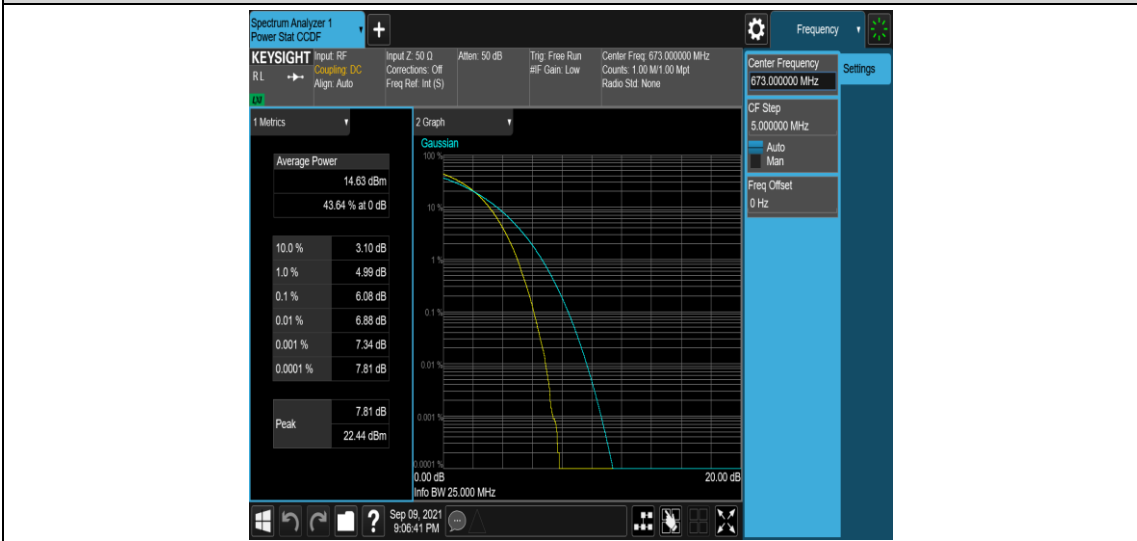 Spectrum Analyzer 1
Power Stat CCDF
+
Frequency
KEYSIGHT
R L
LXI
Input: RF
Coupling: DC
Align: Auto
Input Z: 50 Ω
Corrections: Off
Freq Ref: Int (S)
Atten: 50 dB
Trig: Free Run
#IF Gain: Low
Center Freq: 673.000000 MHz
Counts: 1.00 M/1.00 Mpt
Radio Std: None
Center Frequency
673.000000 MHz
Settings
CF Step
5.000000 MHz
Auto
Man
Freq Offset
0 Hz
1 Metrics
Average Power
14.63 dBm
43.64 % at 0 dB
10.0 % 3.10 dB
1.0 % 4.99 dB
0.1 % 6.08 dB
0.01 % 6.88 dB
0.001 % 7.34 dB
0.0001 % 7.81 dB
Peak
7.81 dB
22.44 dBm
2 Graph
Gaussian
100 %
10 %
1 %
0.1 %
0.01 %
0.001 %
0.0001 %
0.00 dB 20.00 dB
Info BW 25.000 MHz
?
Sep 09, 2021
9:06:41 PM